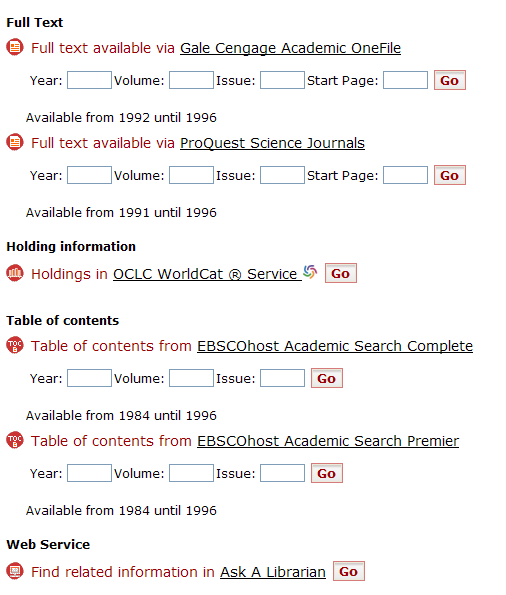 Full Text
Full text available via Gale Cengage Academic OneFile
Year: Volume: Issue: Start Page: Go
Available from 1992 until 1996
Full text available via ProQuest Science Journals
Year: Volume: Issue: Start Page: Go
Available from 1991 until 1996
Holding information
Holdings in OCLC WorldCat ® Service Go
Table of contents
TOC Table of contents from EBSCOhost Academic Search Complete
Year: Volume: Issue: Go
Available from 1984 until 1996
TOC Table of contents from EBSCOhost Academic Search Premier
Year: Volume: Issue: Go
Available from 1984 until 1996
Web Service
Find related information in Ask A Librarian Go